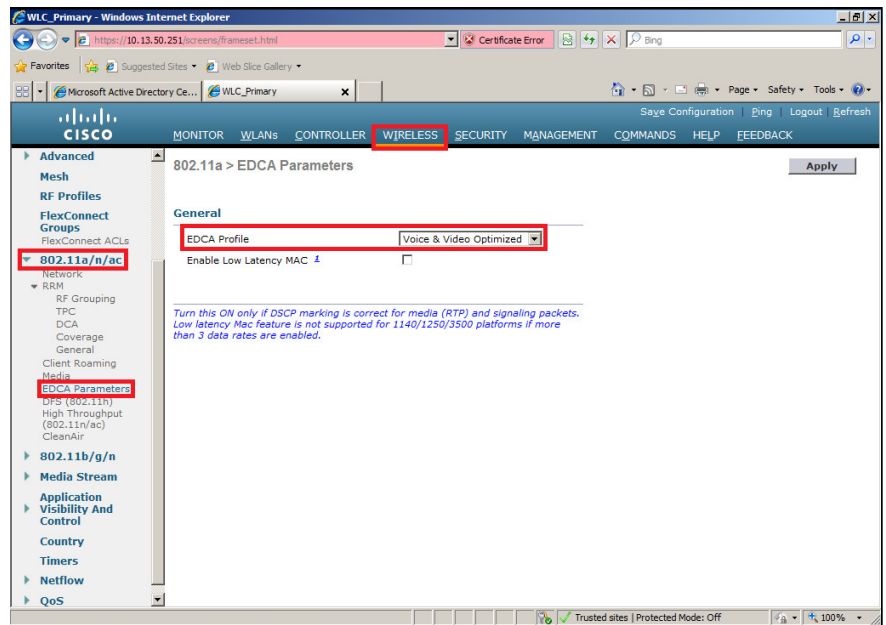 WLC_Primary - Windows Internet Explorer
https://10.13.50.251/screens/frameset.html
Certificate Error
Bing
Favorites
Suggested Sites
Web Slice Gallery
Microsoft Active Directory Ce...
WLC_Primary
Page
Safety
Tools
Save Configuration | Ping | Logout | Refresh
CISCO
MONITOR WLANs CONTROLLER WIRELESS SECURITY MANAGEMENT COMMANDS HELP FEEDBACK
Advanced
Mesh
RF Profiles
FlexConnect
Groups
FlexConnect ACLs
802.11a/n/ac
Network
RRM
RF Grouping
TPC
DCA
Coverage
General
Client Roaming
Media
EDCA Parameters
DFS (802.11h)
High Throughput
(802.11n/ac)
CleanAir
802.11b/g/n
Media Stream
Application
Visibility And
Control
Country
Timers
Netflow
QoS
802.11a > EDCA Parameters
Apply
General
EDCA Profile Voice & Video Optimized
Enable Low Latency MAC 1
Turn this ON only if DSCP marking is correct for media (RTP) and signaling packets.
Low latency Mac feature is not supported for 1140/1250/3500 platforms if more
than 3 data rates are enabled.
Trusted sites | Protected Mode: Off
100%